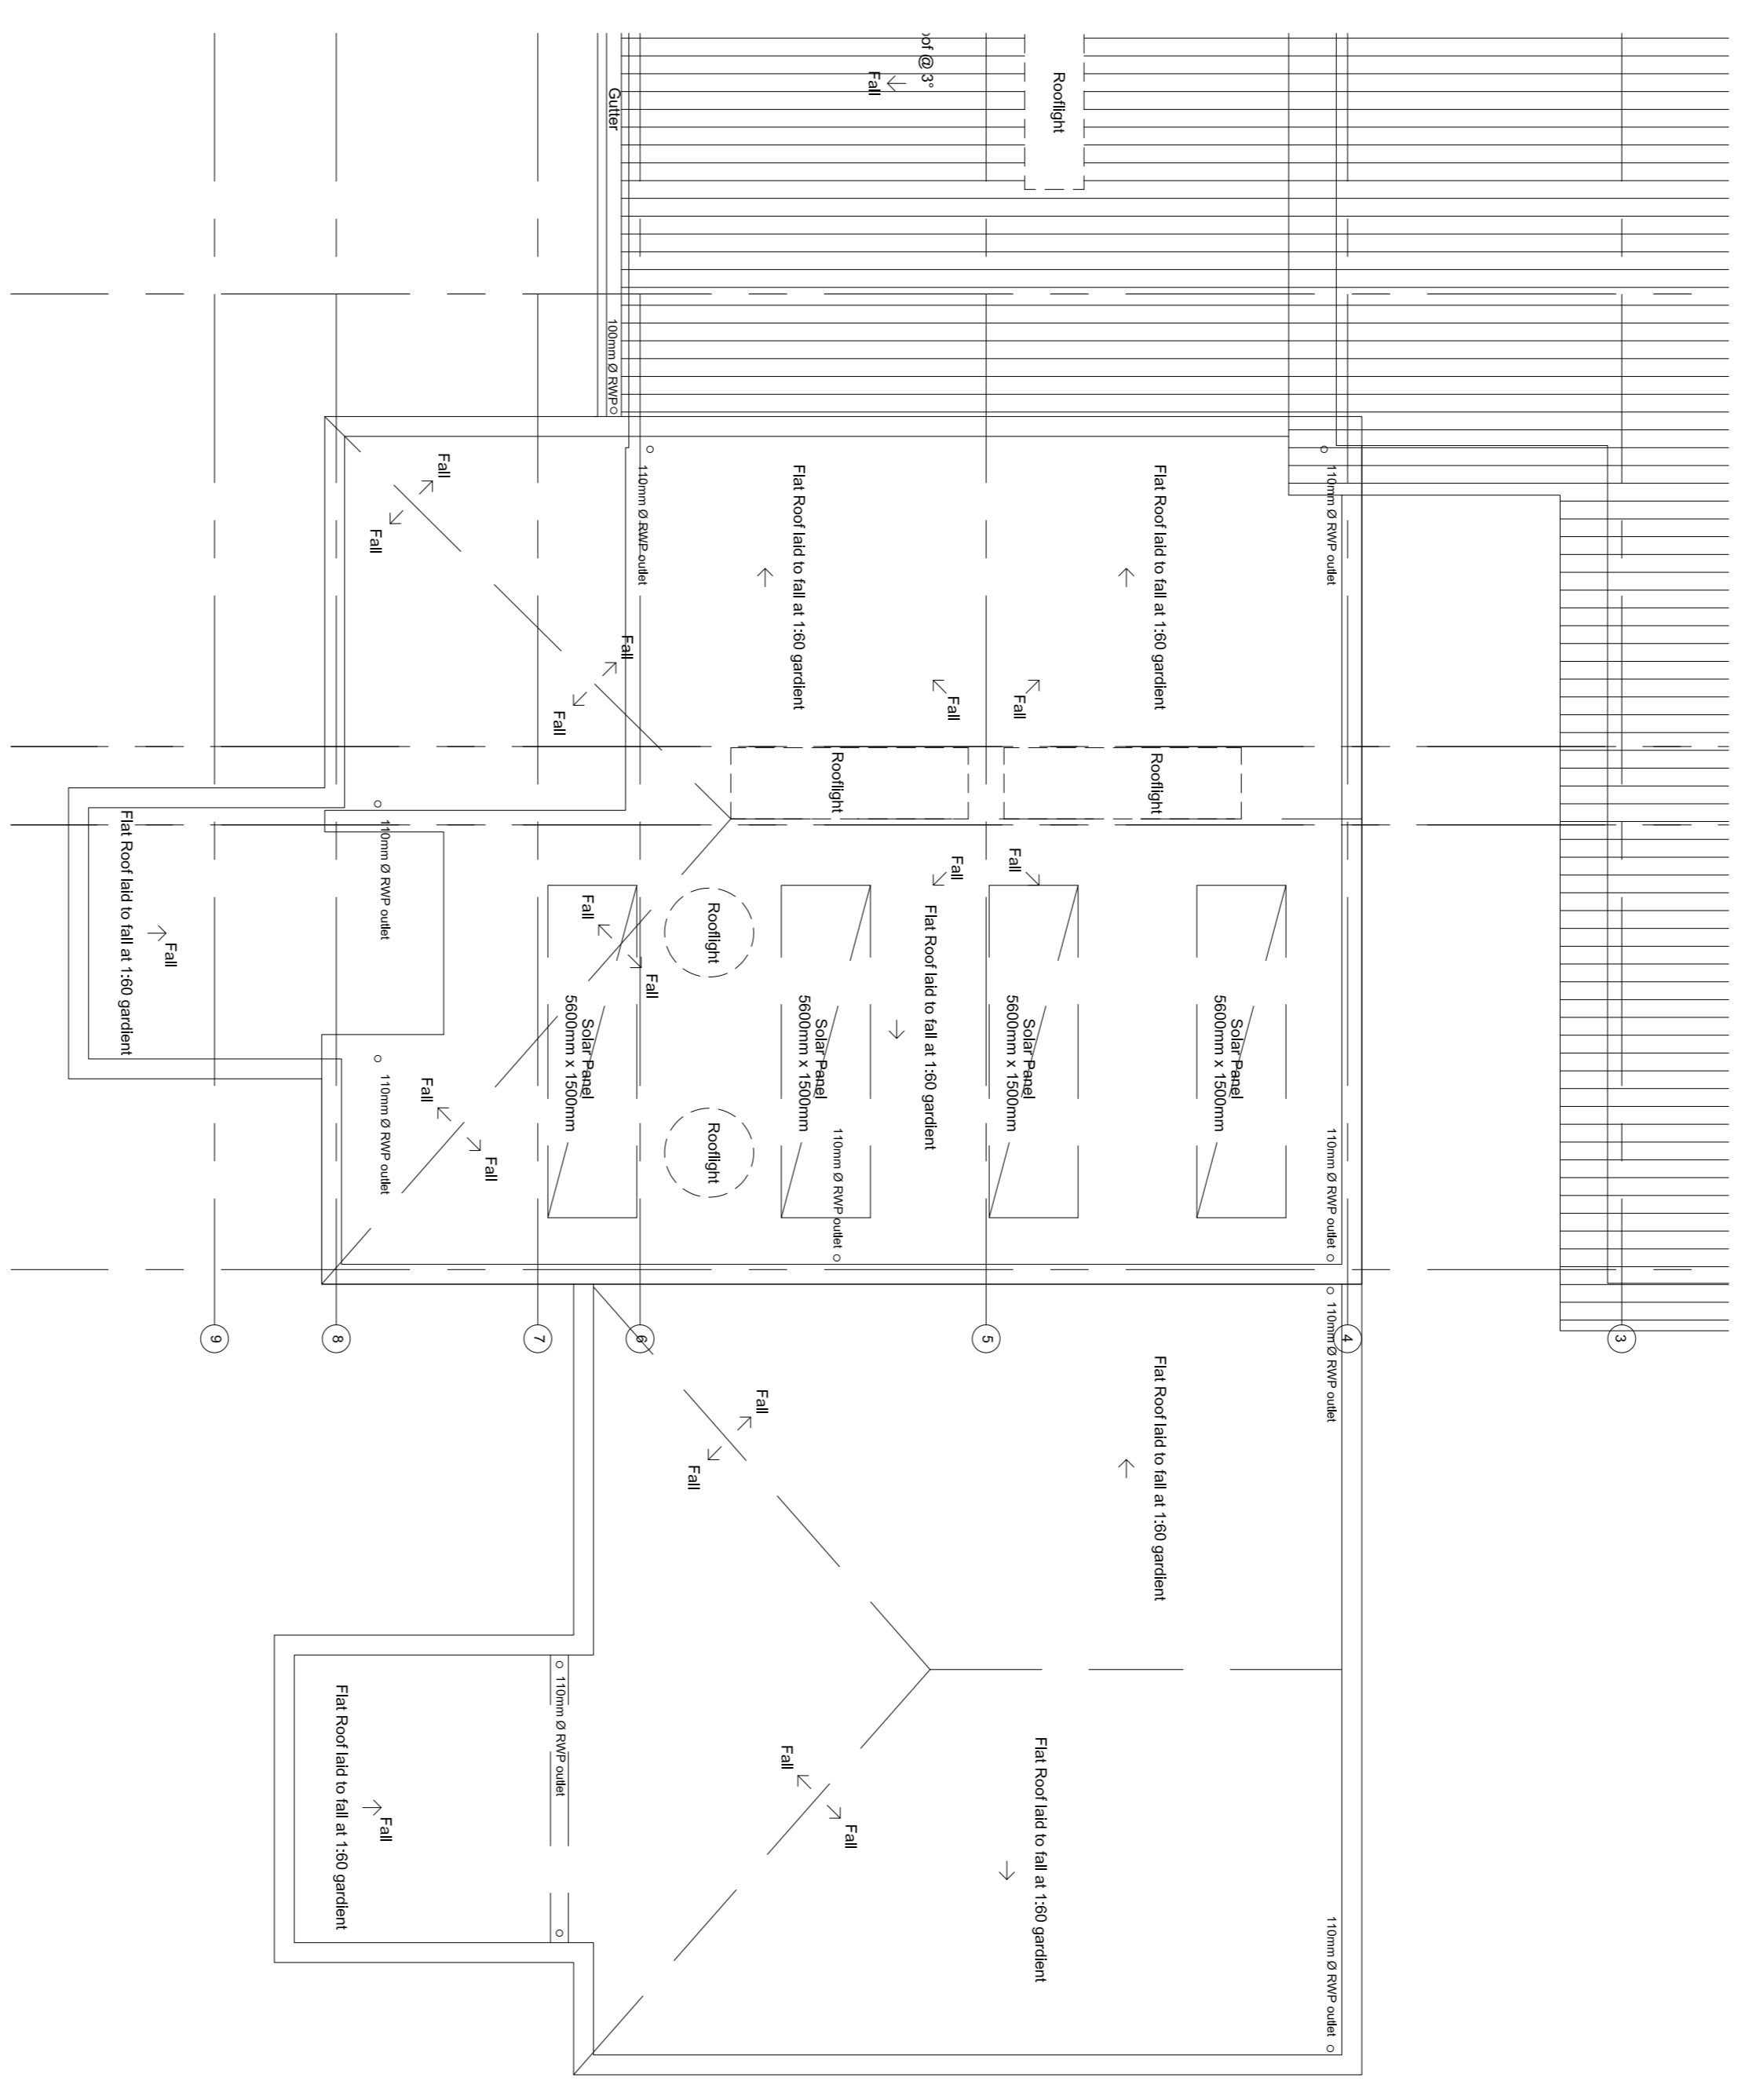 Rooflight
@ 3°
Fall
Gutter
100mm Ø RWP
110mm Ø RWP outlet
Flat Roof laid to fall at 1:60 gardient
Flat Roof laid to fall at 1:60 gardient
110mm Ø RWP outlet
Fall
Fall
Fall
Fall
Fall
Fall
Rooflight
Rooflight
110mm Ø RWP outlet
Flat Roof laid to fall at 1:60 gardient
Fall
Fall
Fall
Flat Roof laid to fall at 1:60 gardient
Rooflight
Fall
Fall
Solar Panel
5600mm x 1500mm
Solar Panel
5600mm x 1500mm
Solar Panel
5600mm x 1500mm
Solar Panel
5600mm x 1500mm
110mm Ø RWP outlet
Fall
Fall
Rooflight
110mm Ø RWP outlet
110mm Ø RWP outlet
3
4
5
6
7
8
9
110mm Ø RWP outlet
Flat Roof laid to fall at 1:60 gardient
Fall
Fall
110mm Ø RWP outlet
Flat Roof laid to fall at 1:60 gardient
Fall
Flat Roof laid to fall at 1:60 gardient
Fall
Fall
110mm Ø RWP outlet